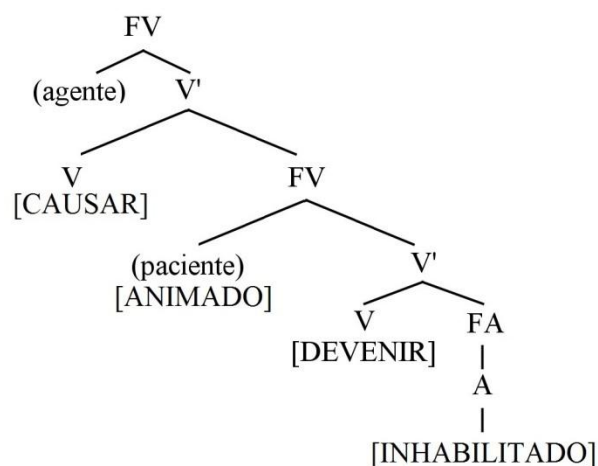 FV
(agente) V'
V FV
[CAUSAR]
(paciente) V'
[ANIMADO]
V FA
[DEVENIR]
A
[INHABILITADO]